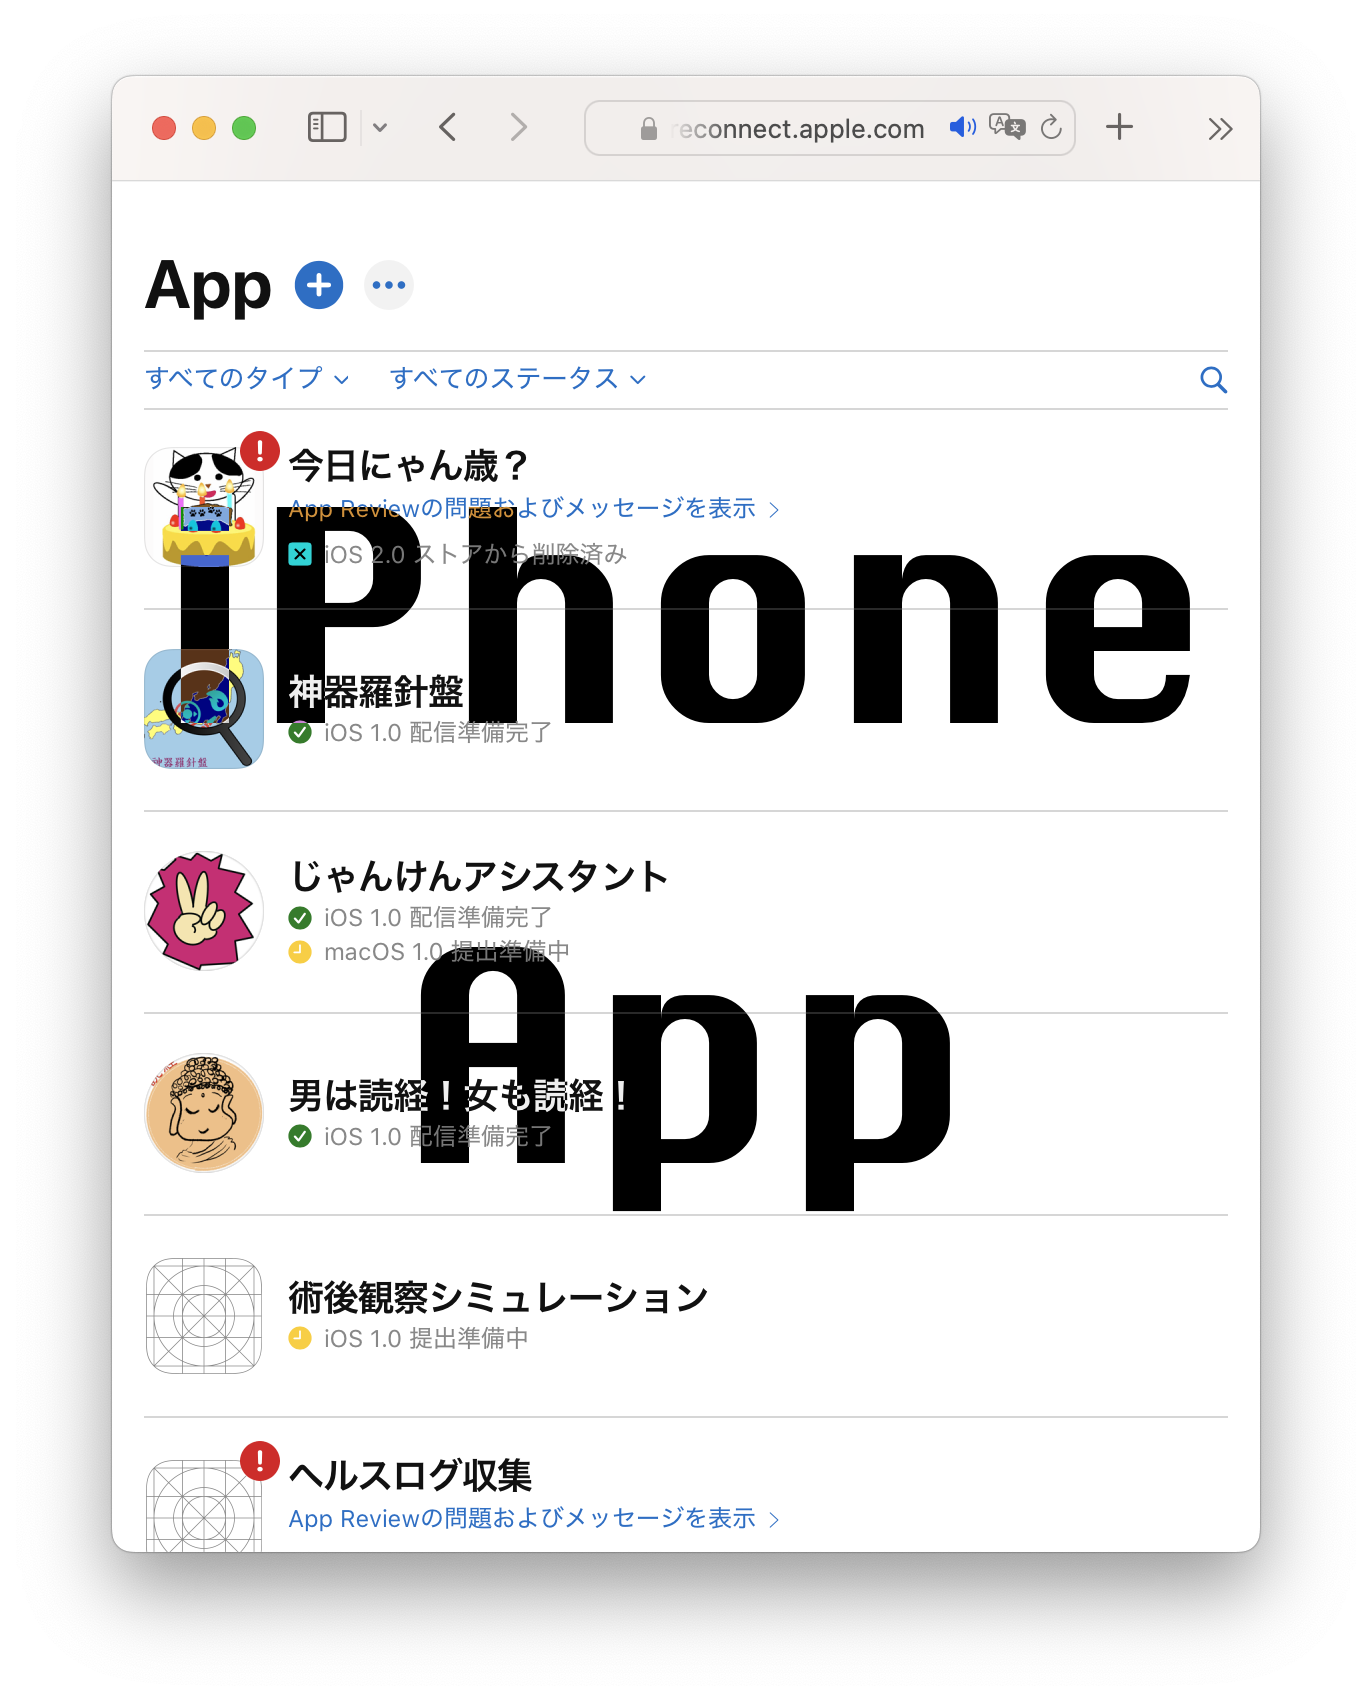 reconnect.apple.com
App
すべてのタイプ すべてのステータス
今日にゃん歳？
App Reviewの問題およびメッセージを表示
iOS 2.0 ストアから削除済み
iPhone
神器羅針盤
iOS 1.0 配信準備完了
神器羅針盤
じゃんけんアシスタント
iOS 1.0 配信準備完了
macOS 1.0 提出準備中
App
男は読経！女も読経！
iOS 1.0 配信準備完了
術後観察シミュレーション
iOS 1.0 提出準備中
ヘルスログ収集
App Reviewの問題およびメッセージを表示